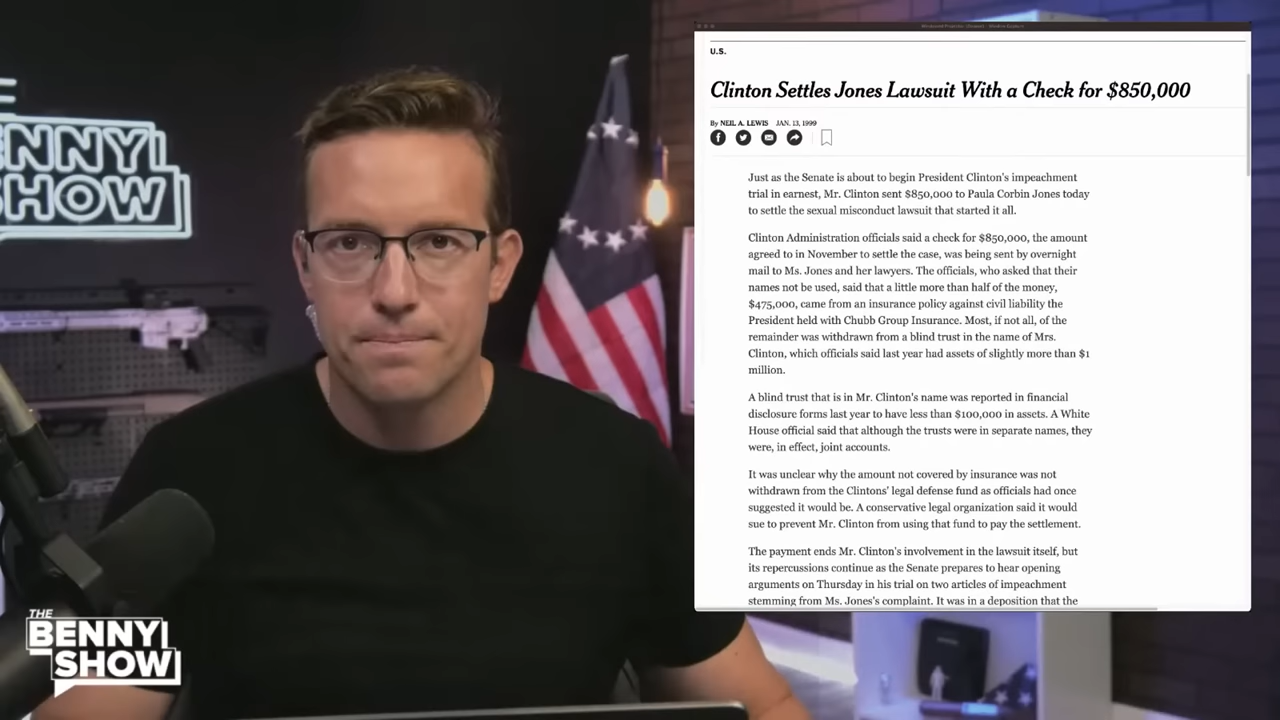 ENNY
SHOW
THE
BENNY
SHOW
U.S.
Clinton Settles Jones Lawsuit With a Check for $850,000
By NEIL A. LEWIS JAN. 13, 1999
Just as the Senate is about to begin President Clinton's impeachment
trial in earnest, Mr. Clinton sent $850,000 to Paula Corbin Jones today
to settle the sexual misconduct lawsuit that started it all.
Clinton Administration officials said a check for $850,000, the amount
agreed to in November to settle the case, was being sent by overnight
mail to Ms. Jones and her lawyers. The officials, who asked that their
names not be used, said that a little more than half of the money,
$475,000, came from an insurance policy against civil liability the
President held with Chubb Group Insurance. Most, if not all, of the
remainder was withdrawn from a blind trust in the name of Mrs.
Clinton, which officials said last year had assets of slightly more than $1
million.
A blind trust that is in Mr. Clinton's name was reported in financial
disclosure forms last year to have less than $100,000 in assets. A White
House official said that although the trusts were in separate names, they
were, in effect, joint accounts.
It was unclear why the amount not covered by insurance was not
withdrawn from the Clintons' legal defense fund as officials had once
suggested it would be. A conservative legal organization said it would
sue to prevent Mr. Clinton from using that fund to pay the settlement.
The payment ends Mr. Clinton's involvement in the lawsuit itself, but
its repercussions continue as the Senate prepares to hear opening
arguments on Thursday in his trial on two articles of impeachment
stemming from Ms. Jones's complaint. It was in a deposition that the